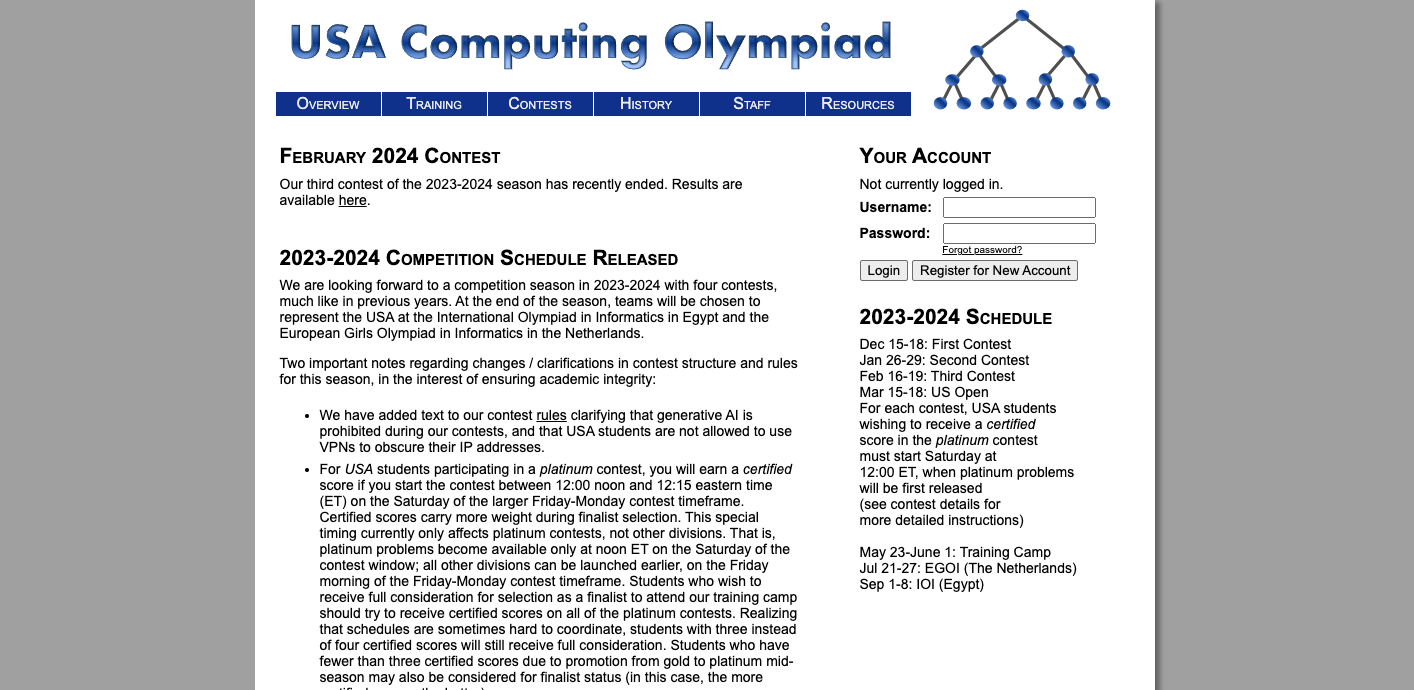 USA Computing Olympiad
Overview
Training
Contests
History
Staff
Resources
February 2024 Contest
Our third contest of the 2023-2024 season has recently ended. Results are
available here.
2023-2024 Competition Schedule Released
We are looking forward to a competition season in 2023-2024 with four contests,
much like in previous years. At the end of the season, teams will be chosen to
represent the USA at the International Olympiad in Informatics in Egypt and the
European Girls Olympiad in Informatics in the Netherlands.
Two important notes regarding changes / clarifications in contest structure and rules
for this season, in the interest of ensuring academic integrity:
• We have added text to our contest rules clarifying that generative AI is
prohibited during our contests, and that USA students are not allowed to use
VPNs to obscure their IP addresses.
• For USA students participating in a platinum contest, you will earn a certified
score if you start the contest between 12:00 noon and 12:15 eastern time
(ET) on the Saturday of the larger Friday-Monday contest timeframe.
Certified scores carry more weight during finalist selection. This special
timing currently only affects platinum contests, not other divisions. That is,
platinum problems become available only at noon ET on the Saturday of the
contest window; all other divisions can be launched earlier, on the Friday
morning of the Friday-Monday contest timeframe. Students who wish to
receive full consideration for selection as a finalist to attend our training camp
should try to receive certified scores on all of the platinum contests. Realizing
that schedules are sometimes hard to coordinate, students with three instead
of four certified scores will still receive full consideration. Students who have
fewer than three certified scores due to promotion from gold to platinum mid-
season may also be considered for finalist status (in this case, the more
Your Account
Not currently logged in.
Username:
Password:
Forgot password?
Login
Register for New Account
2023-2024 Schedule
Dec 15-18: First Contest
Jan 26-29: Second Contest
Feb 16-19: Third Contest
Mar 15-18: US Open
For each contest, USA students
wishing to receive a certified
score in the platinum contest
must start Saturday at
12:00 ET, when platinum problems
will be first released
(see contest details for
more detailed instructions)
May 23-June 1: Training Camp
Jul 21-27: EGOI (The Netherlands)
Sep 1-8: IOI (Egypt)